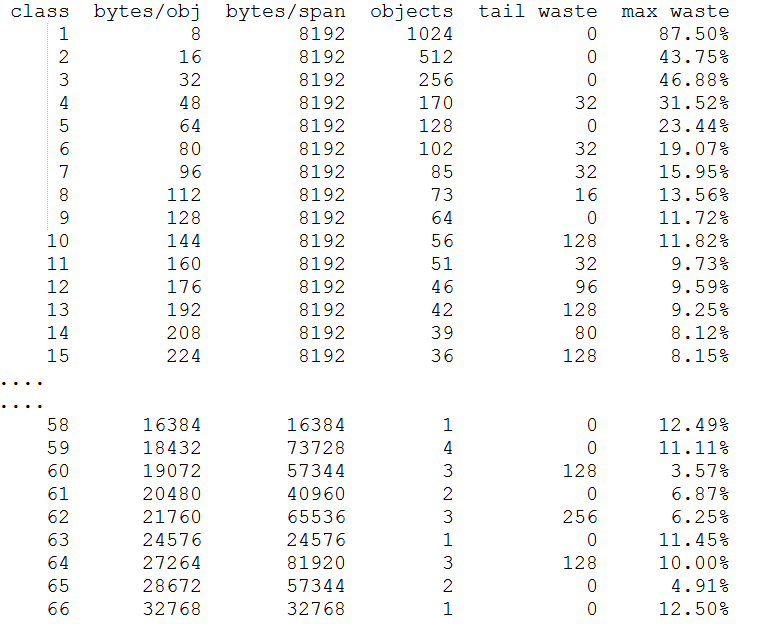 class bytes/obj bytes/span objects tail waste max waste
1 8 8192 1024 0 87.50%
2 16 8192 512 0 43.75%
3 32 8192 256 0 46.88%
4 48 8192 170 32 31.52%
5 64 8192 128 0 23.44%
6 80 8192 102 32 19.07%
7 96 8192 85 32 15.95%
8 112 8192 73 16 13.56%
9 128 8192 64 0 11.72%
10 144 8192 56 128 11.82%
11 160 8192 51 32 9.73%
12 176 8192 46 96 9.59%
13 192 8192 42 128 9.25%
14 208 8192 39 80 8.12%
15 224 8192 36 128 8.15%
....
....
58 16384 16384 1 0 12.49%
59 18432 73728 4 0 11.11%
60 19072 57344 3 128 3.57%
61 20480 40960 2 0 6.87%
62 21760 65536 3 256 6.25%
63 24576 24576 1 0 11.45%
64 27264 81920 3 128 10.00%
65 28672 57344 2 0 4.91%
66 32768 32768 1 0 12.50%